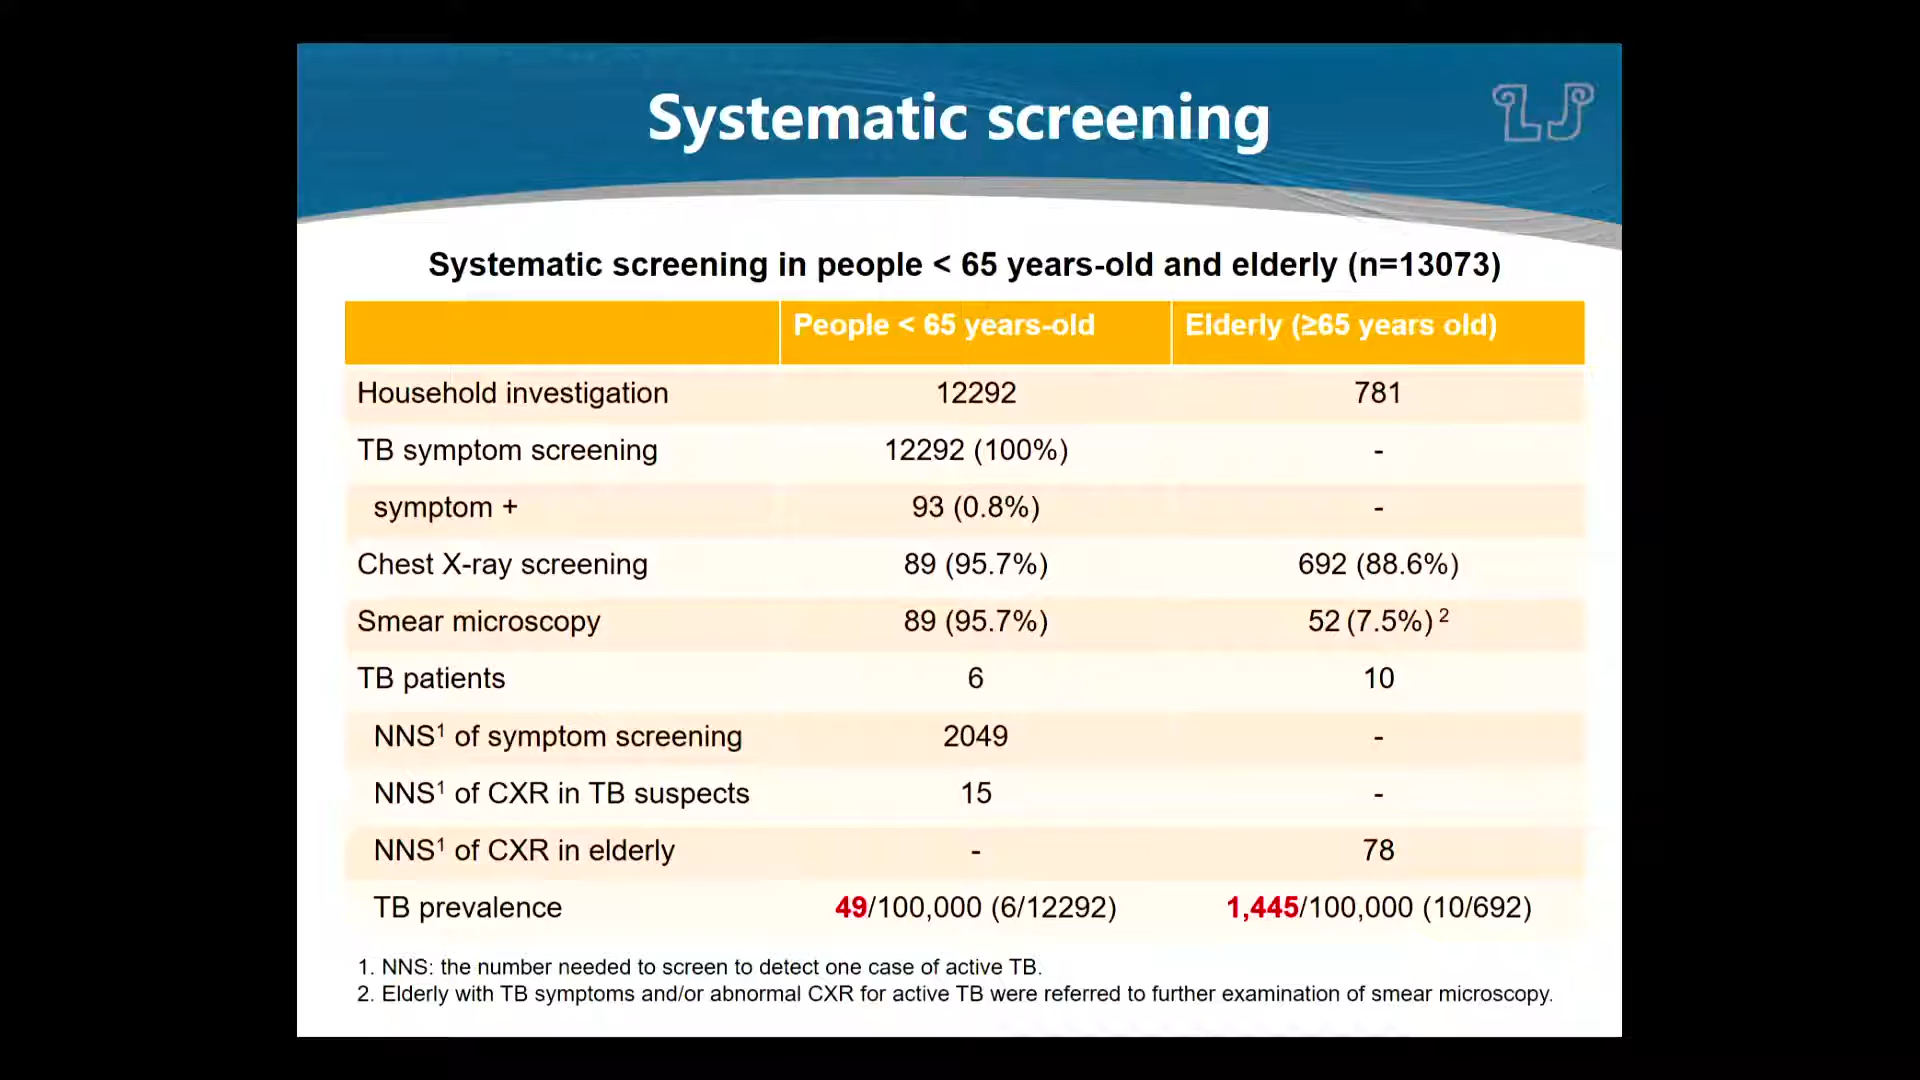 Systematic screening
LJ
Systematic screening in people < 65 years-old and elderly (n=13073)
People < 65 years-old Elderly (≥65 years old)
Household investigation 12292 781
TB symptom screening 12292 (100%) -
symptom + 93 (0.8%) -
Chest X-ray screening 89 (95.7%) 692 (88.6%)
Smear microscopy 89 (95.7%) 52 (7.5%) 2
TB patients 6 10
NNS1 of symptom screening 2049 -
NNS1 of CXR in TB suspects 15 -
NNS1 of CXR in elderly - 78
TB prevalence 49/100,000 (6/12292) 1,445/100,000 (10/692)
1. NNS: the number needed to screen to detect one case of active TB.
2. Elderly with TB symptoms and/or abnormal CXR for active TB were referred to further examination of smear microscopy.